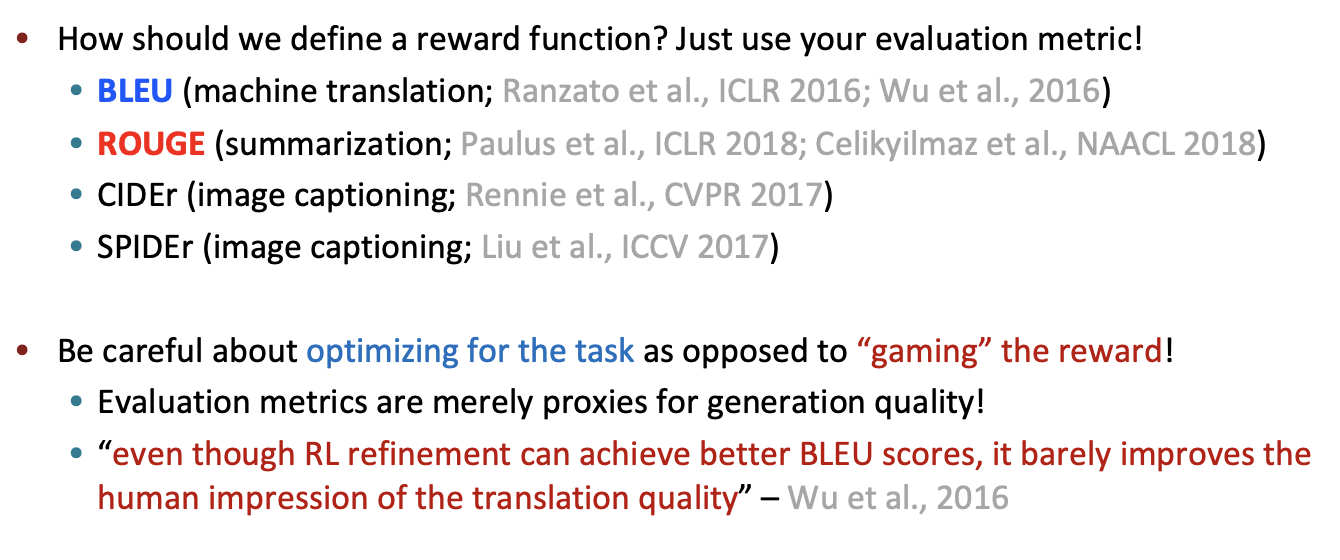 • How should we define a reward function? Just use your evaluation metric!
• BLEU (machine translation; Ranzato et al., ICLR 2016; Wu et al., 2016)
• ROUGE (summarization; Paulus et al., ICLR 2018; Celikyilmaz et al., NAACL 2018)
• CIDEr (image captioning; Rennie et al., CVPR 2017)
• SPIDEr (image captioning; Liu et al., ICCV 2017)
• Be careful about optimizing for the task as opposed to “gaming” the reward!
• Evaluation metrics are merely proxies for generation quality!
• “even though RL refinement can achieve better BLEU scores, it barely improves the
human impression of the translation quality” – Wu et al., 2016